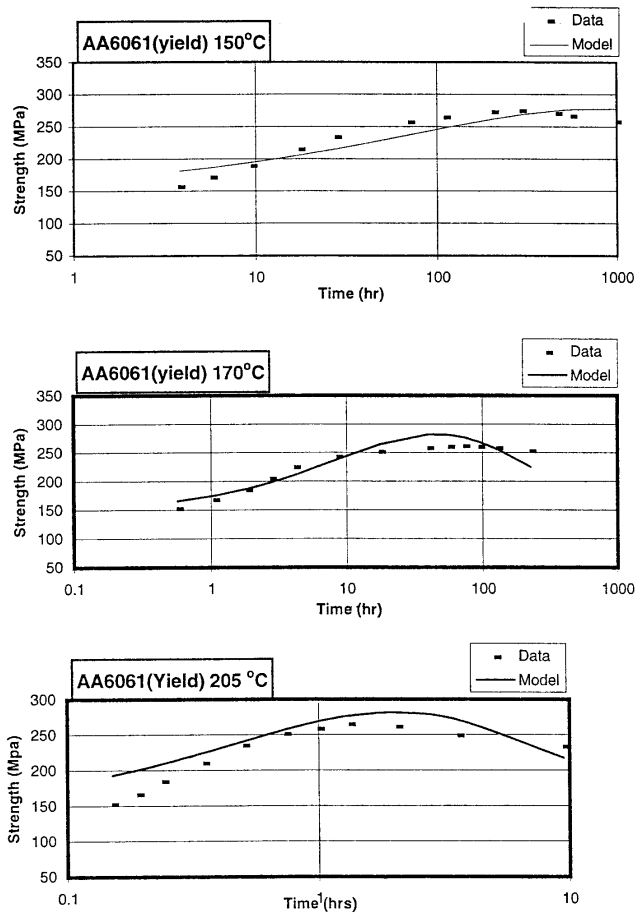 Data
Model
AA6061(yield) 150°C
350
300
250
200
150
100
50
Strength (MPa)
1
10
100
1000
Time (hr)
Data
Model
AA6061(yield) 170°C
350
300
250
200
150
100
50
Strength (MPa)
0.1
1
10
100
1000
Time (hr)
Data
Model
AA6061(Yield) 205 °C
300
250
200
150
100
50
Strength (Mpa)
0.1
1
10
Time (hrs)